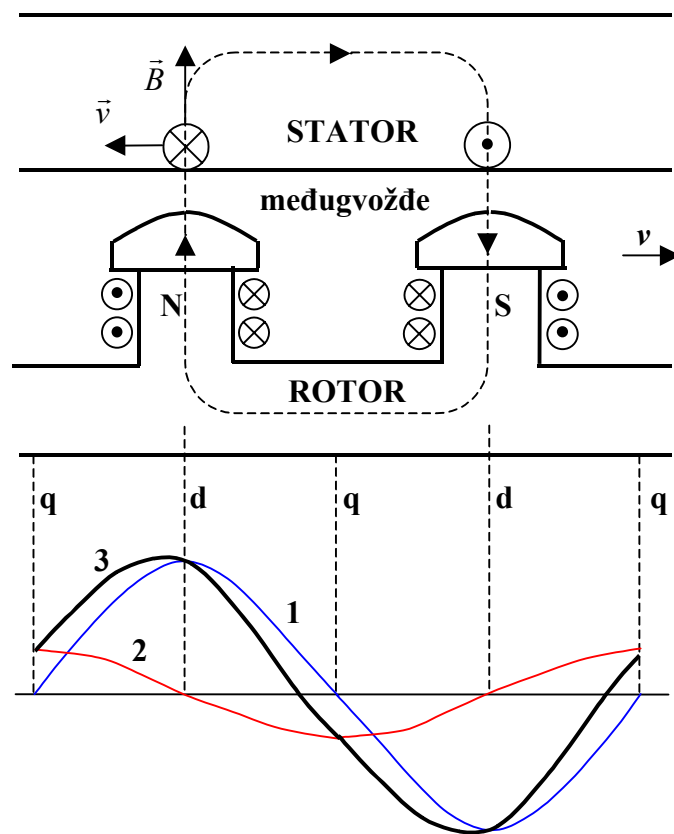 B⃗
v⃗
STATOR
međugvožđe
v
N
S
ROTOR
q d q d q
3
1
2